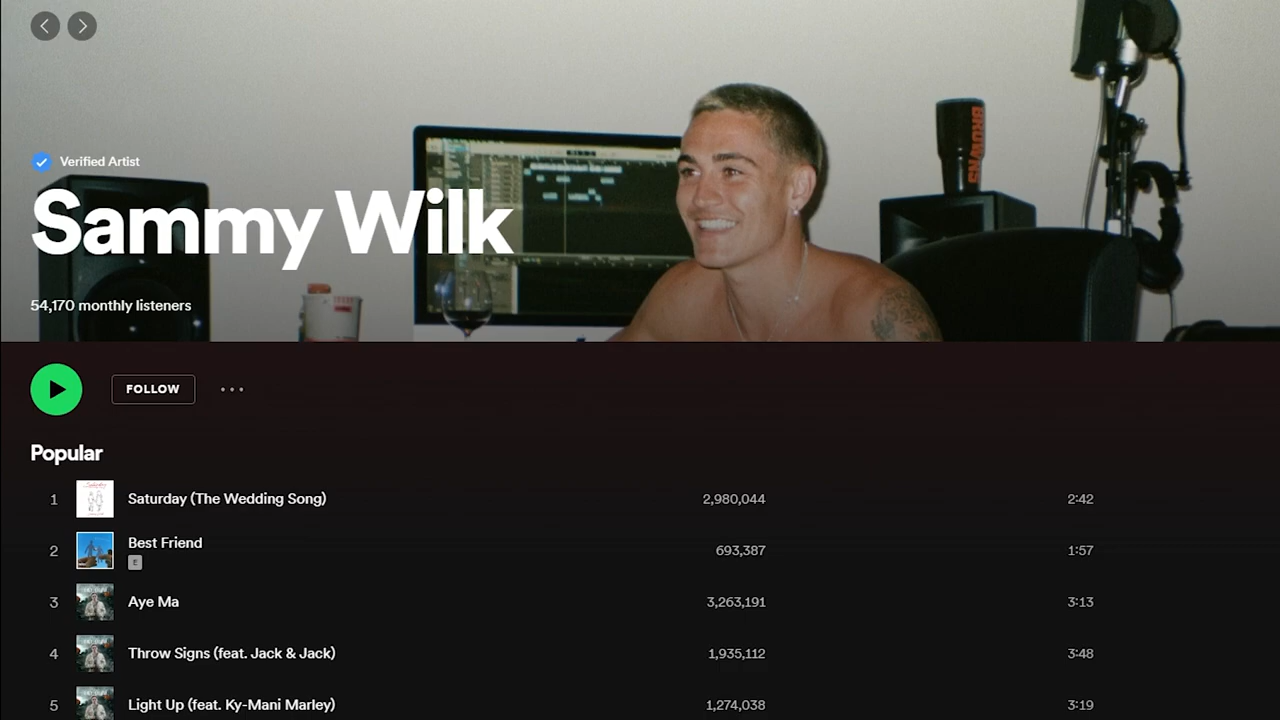 Verified Artist
Sammy Wilk
54,170 monthly listeners
BROWNS
FOLLOW
Popular
1 Saturday (The Wedding Song) 2,980,044 2:42
2 Best Friend 693,387 1:57
E
3 Aye Ma 3,263,191 3:13
4 Throw Signs (feat. Jack & Jack) 1,935,112 3:48
5 Light Up (feat. Ky-Mani Marley) 1,274,038 3:19